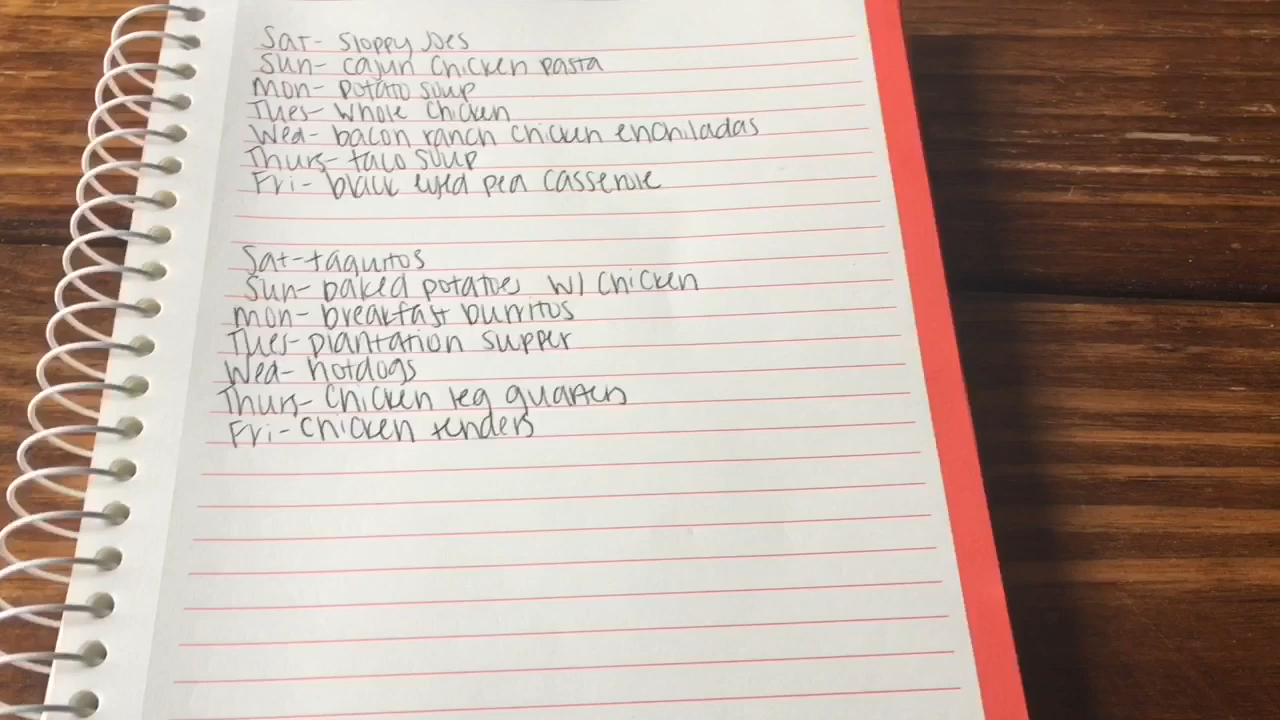 Sat- Sloppy Joes
Sun- cajun chicken pasta
Mon- potato soup
Tues- whole chicken
Wed- bacon ranch chicken enchiladas
Thurs- taco soup
Fri- black eyed pea casserole
Sat- taquitos
Sun- baked potatoes w/ chicken
Mon- breakfast burritos
Tues- plantation supper
Wed- hotdogs
Thurs- chicken leg quarters
Fri- chicken tenders